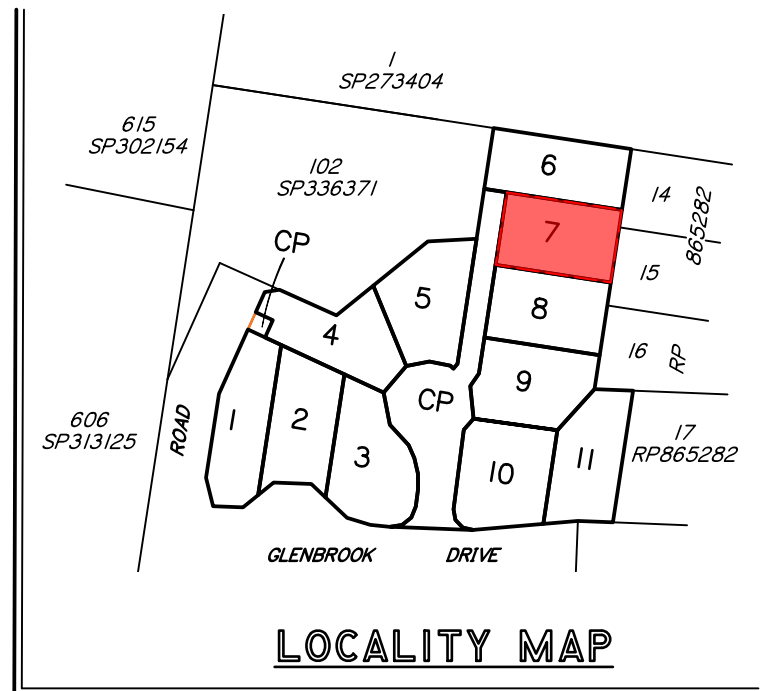 1
SP273404
615
SP302154
102
SP336371
6
14
865282
CP
7
15
5
8
4
16
RP
9
CP
606
SP313125
ROAD
1
2
3
10
11
17
RP865282
GLENBROOK DRIVE
LOCALITY MAP